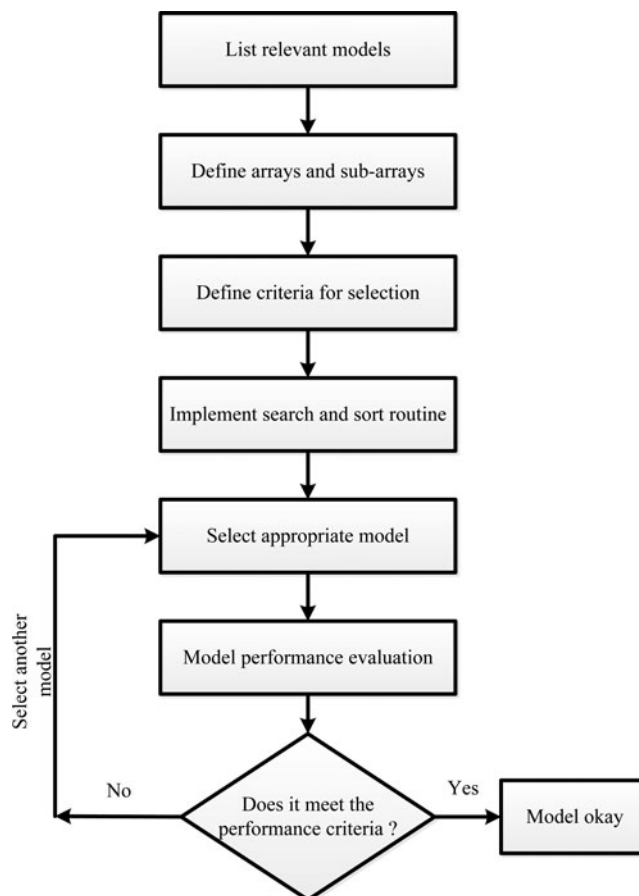 List relevant models
Define arrays and sub-arrays
Define criteria for selection
Implement search and sort routine
Select appropriate model
Model performance evaluation
Select another
model
No
Does it meet the
performance criteria ?
Yes
Model okay